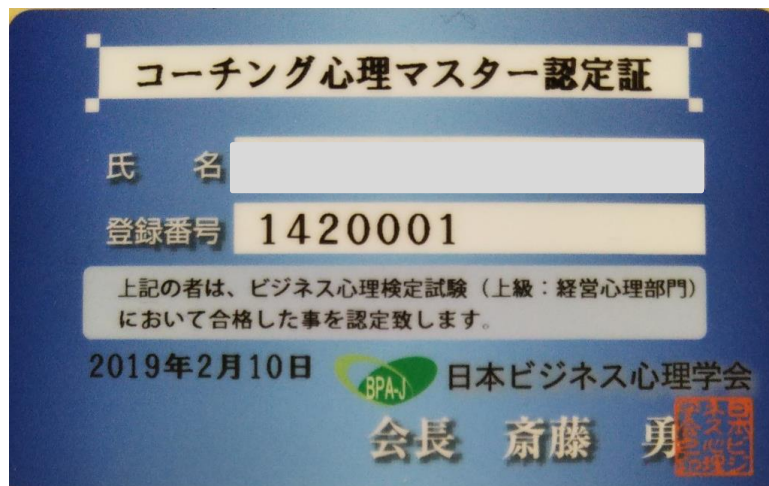 コーチング心理マスター認定証
氏 名
登録番号 1420001
上記の者は、ビジネス心理検定試験（上級：経営心理部門）
において合格した事を認定致します。
2019年2月10日 BPA-J 日本ビジネス心理学会
会長 斎藤 勇